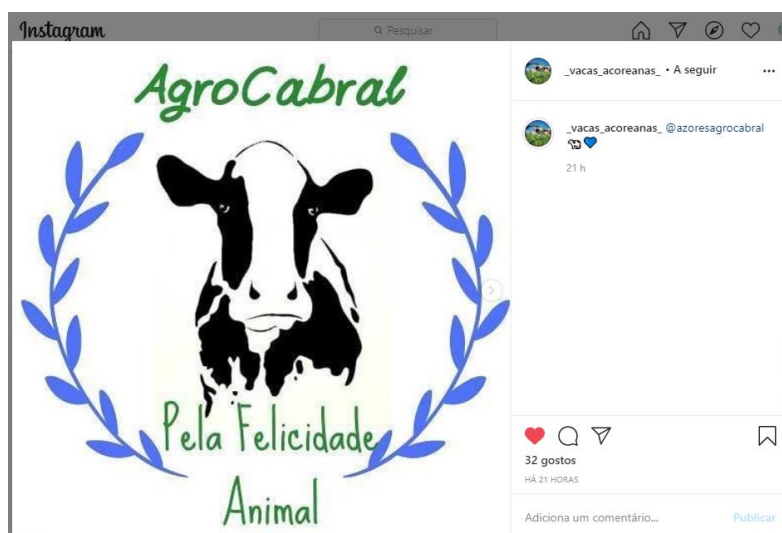 Instagram
Pesquisar
AgroCabral
Pela Felicidade
Animal
_vacas_acoreanas_ • A seguir
_vacas_acoreanas_ @azoresagrocabral
🐄💙
21 h
32 gostos
HÁ 21 HORAS
Adiciona um comentário... Publicar